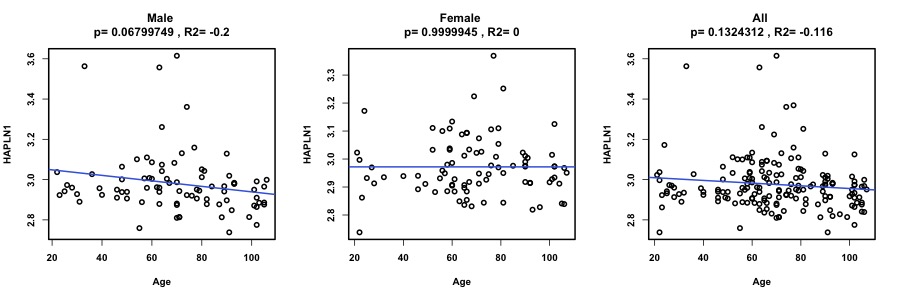 Male
p= 0.06799749 , R2= -0.2
HAPLN1
3.6
3.4
3.2
3.0
2.8
20 40 60 80 100
Age
Female
p= 0.9999945 , R2= 0
HAPLN1
3.3
3.2
3.1
3.0
2.9
2.8
20 40 60 80 100
Age
All
p= 0.1324312 , R2= -0.116
HAPLN1
3.6
3.4
3.2
3.0
2.8
20 40 60 80 100
Age